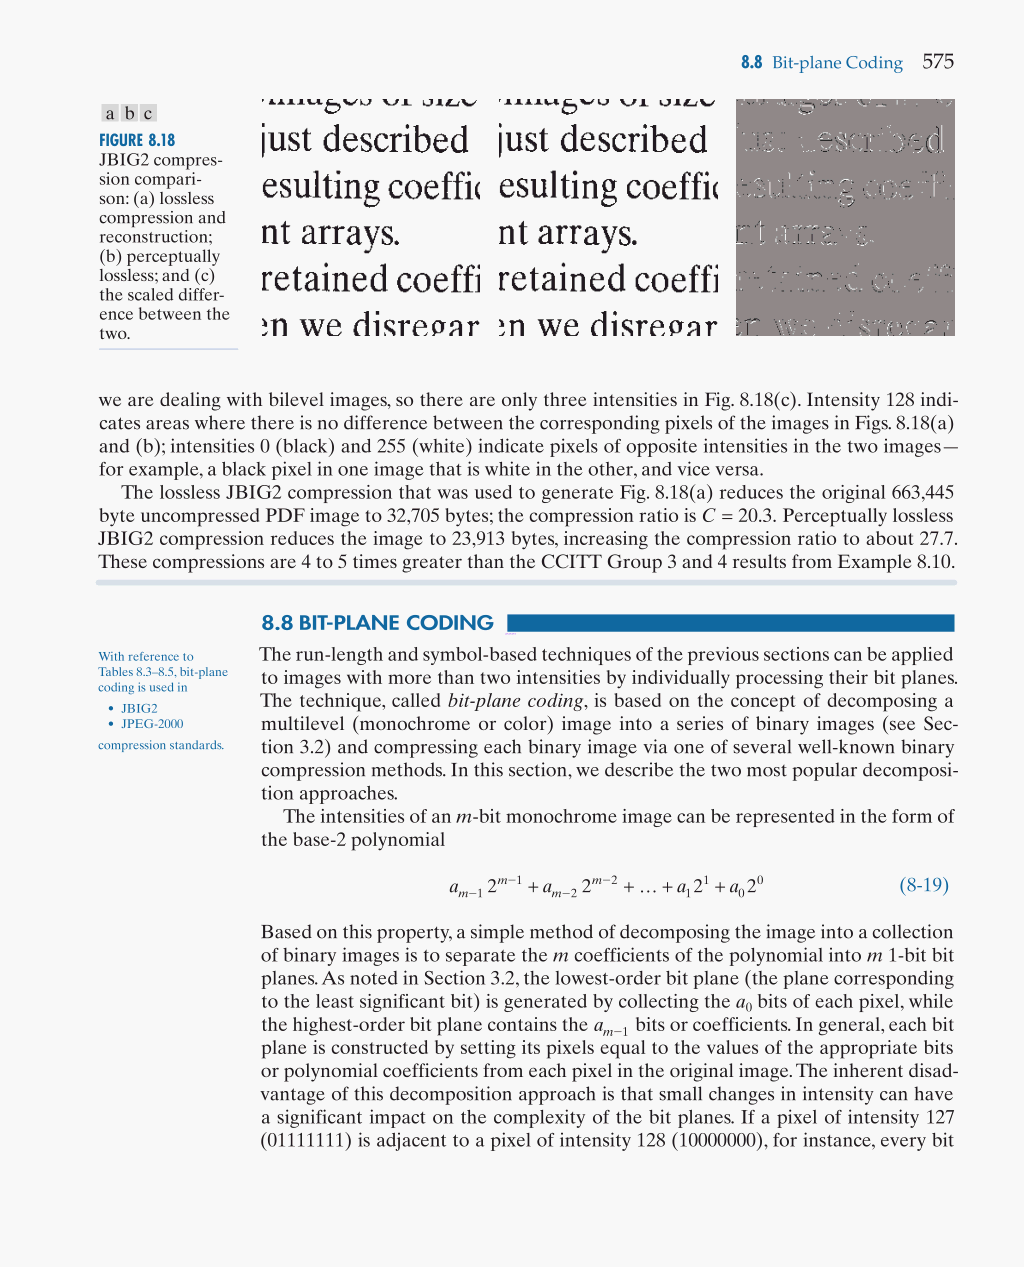 8.8 Bit-plane Coding 575
a b c
FIGURE 8.18
JBIG2 compres-
sion compari-
son: (a) lossless
compression and
reconstruction;
(b) perceptually
lossless; and (c)
the scaled differ-
ence between the
two.
images of size
just described
esulting coeffic
nt arrays.
retained coeffi
en we disregar
images of size
just described
esulting coeffic
nt arrays.
retained coeffi
en we disregar
just described
esulting coeffi
nt arrays.
retained coeff
en we disregar
we are dealing with bilevel images, so there are only three intensities in Fig. 8.18(c). Intensity 128 indi-
cates areas where there is no difference between the corresponding pixels of the images in Figs. 8.18(a)
and (b); intensities 0 (black) and 255 (white) indicate pixels of opposite intensities in the two images—
for example, a black pixel in one image that is white in the other, and vice versa.
The lossless JBIG2 compression that was used to generate Fig. 8.18(a) reduces the original 663,445
byte uncompressed PDF image to 32,705 bytes; the compression ratio is C = 20.3. Perceptually lossless
JBIG2 compression reduces the image to 23,913 bytes, increasing the compression ratio to about 27.7.
These compressions are 4 to 5 times greater than the CCITT Group 3 and 4 results from Example 8.10.
8.8 BIT-PLANE CODING
With reference to
Tables 8.3–8.5, bit-plane
coding is used in
• JBIG2
• JPEG-2000
compression standards.
The run-length and symbol-based techniques of the previous sections can be applied
to images with more than two intensities by individually processing their bit planes.
The technique, called bit-plane coding, is based on the concept of decomposing a
multilevel (monochrome or color) image into a series of binary images (see Sec-
tion 3.2) and compressing each binary image via one of several well-known binary
compression methods. In this section, we describe the two most popular decomposi-
tion approaches.
The intensities of an m-bit monochrome image can be represented in the form of
the base-2 polynomial
a_{m−1} 2^{m−1} + a_{m−2} 2^{m−2} + … + a_1 2^1 + a_0 2^0 (8-19)
Based on this property, a simple method of decomposing the image into a collection
of binary images is to separate the m coefficients of the polynomial into m 1-bit bit
planes. As noted in Section 3.2, the lowest-order bit plane (the plane corresponding
to the least significant bit) is generated by collecting the a_0 bits of each pixel, while
the highest-order bit plane contains the a_{m−1} bits or coefficients. In general, each bit
plane is constructed by setting its pixels equal to the values of the appropriate bits
or polynomial coefficients from each pixel in the original image. The inherent disad-
vantage of this decomposition approach is that small changes in intensity can have
a significant impact on the complexity of the bit planes. If a pixel of intensity 127
(01111111) is adjacent to a pixel of intensity 128 (10000000), for instance, every bit